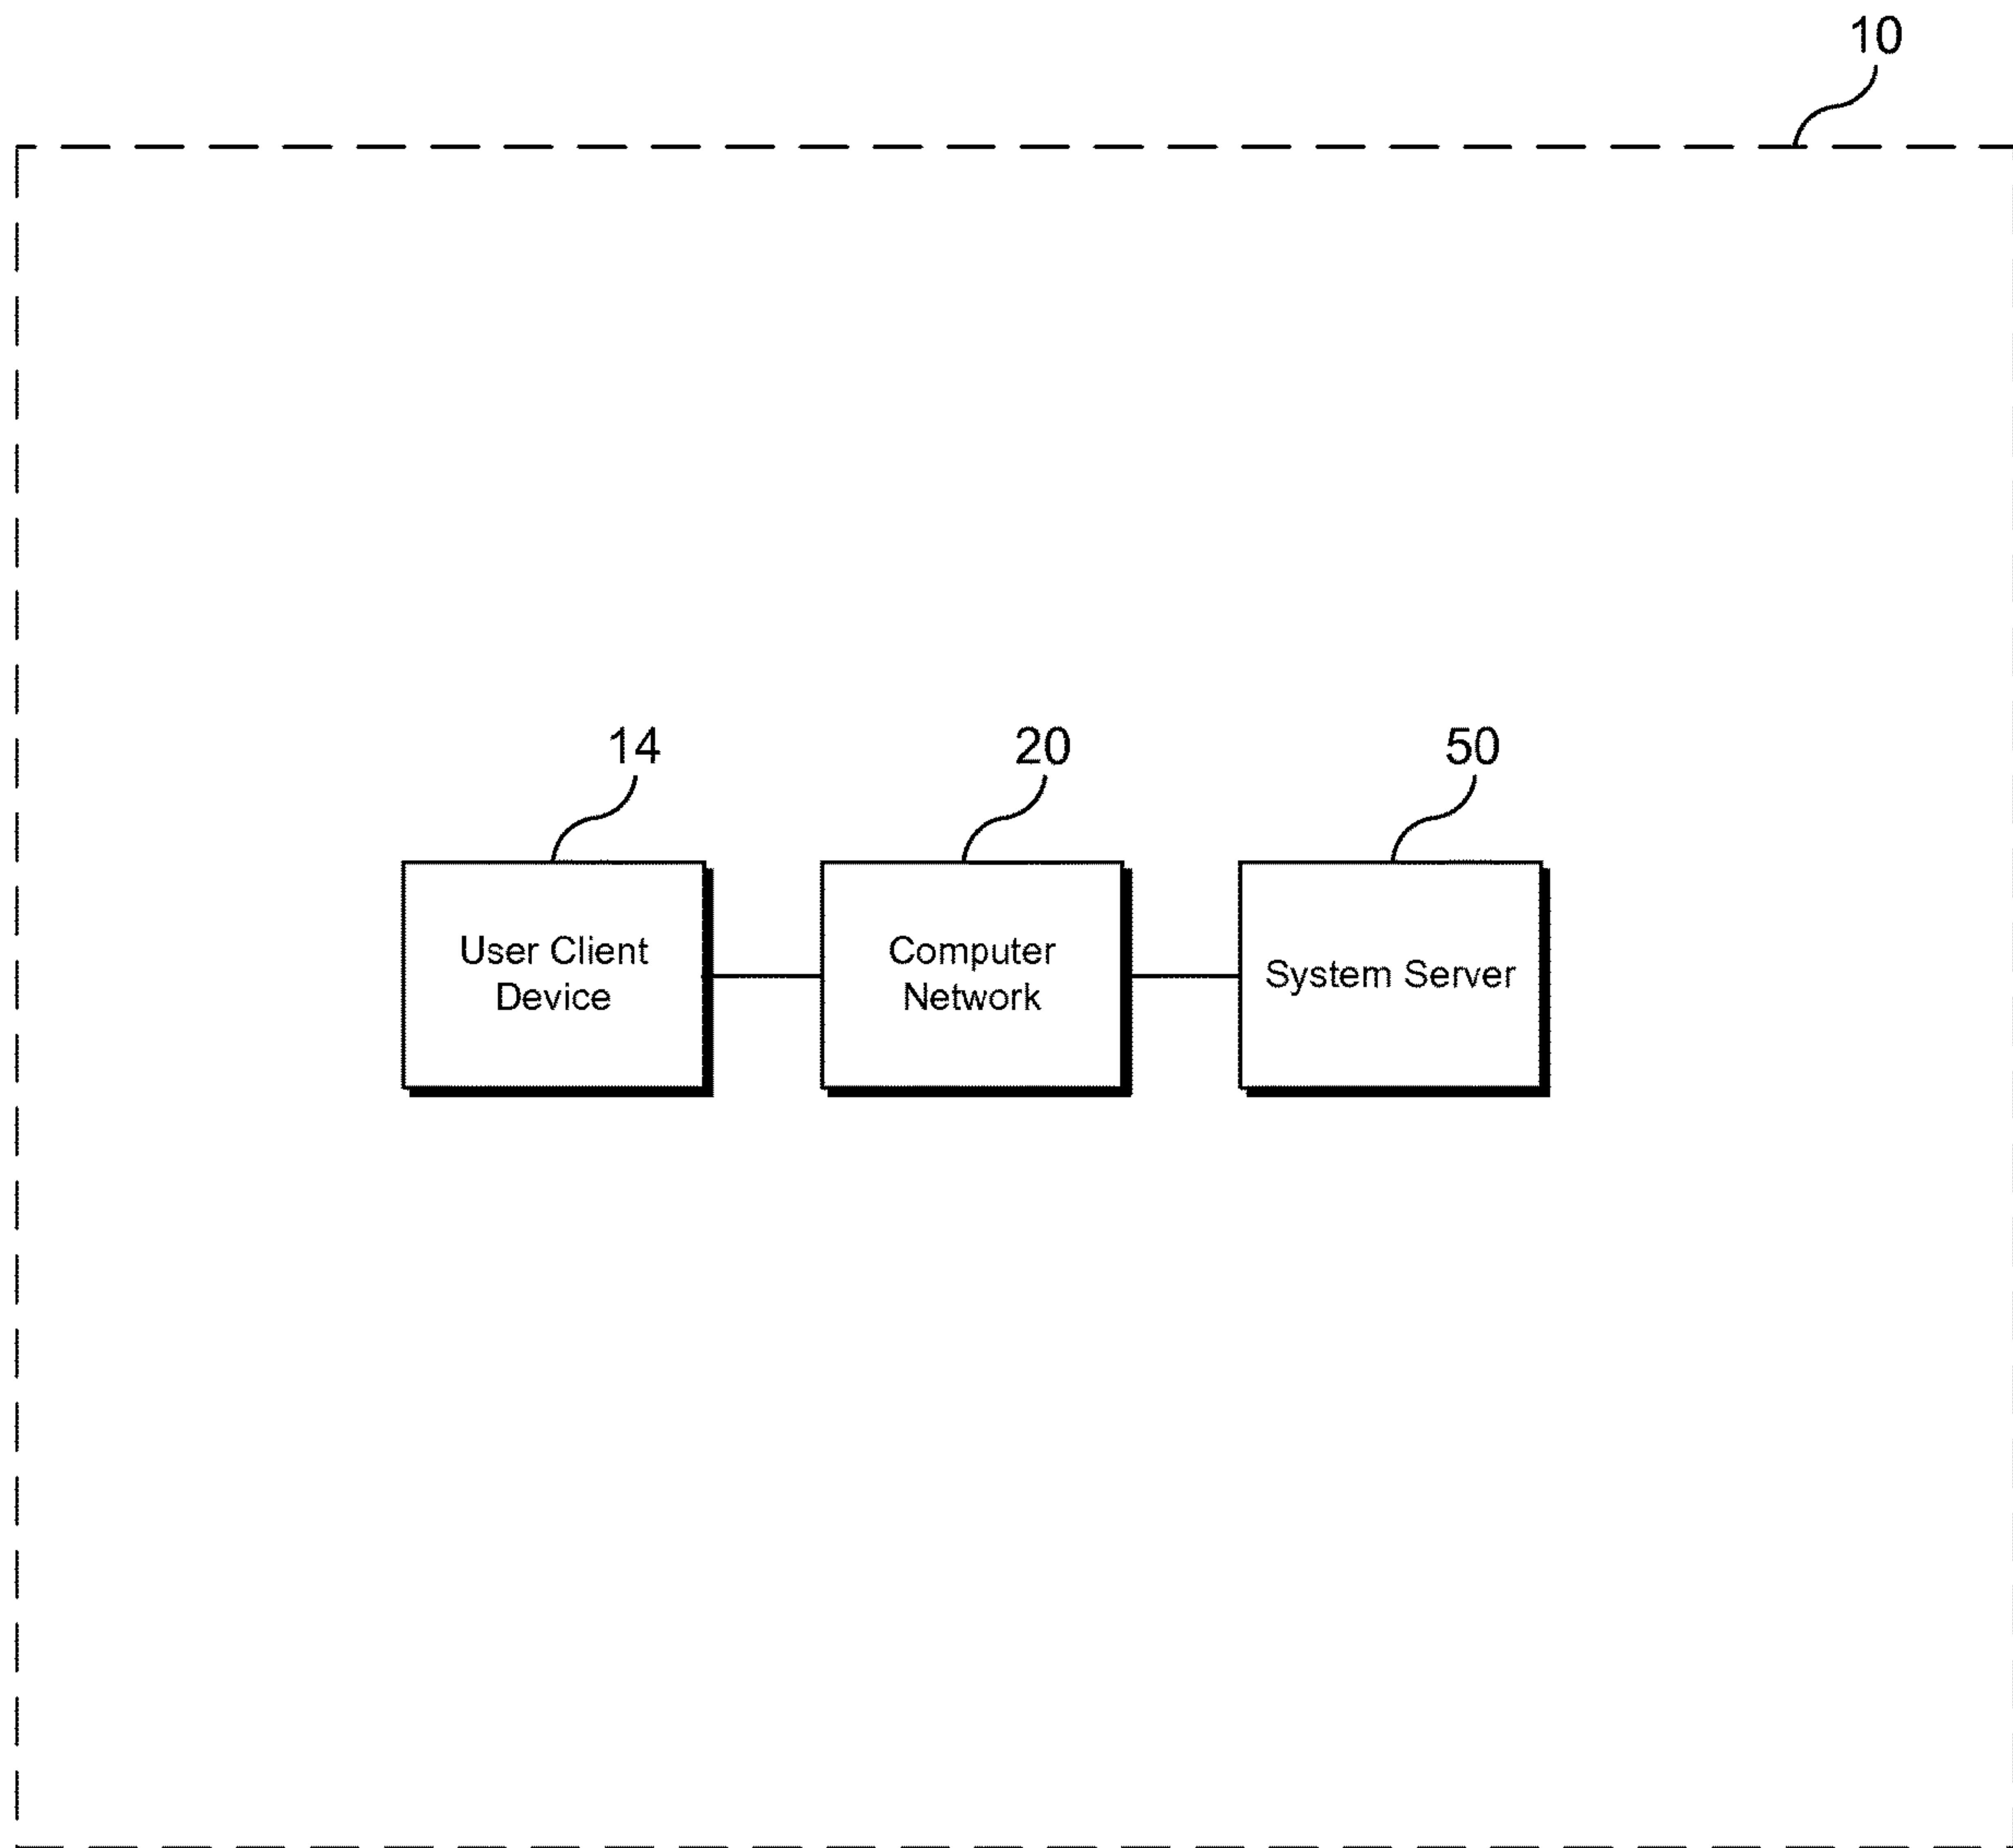 10
14
20
50
User Client
Device
Computer
Network
System Server